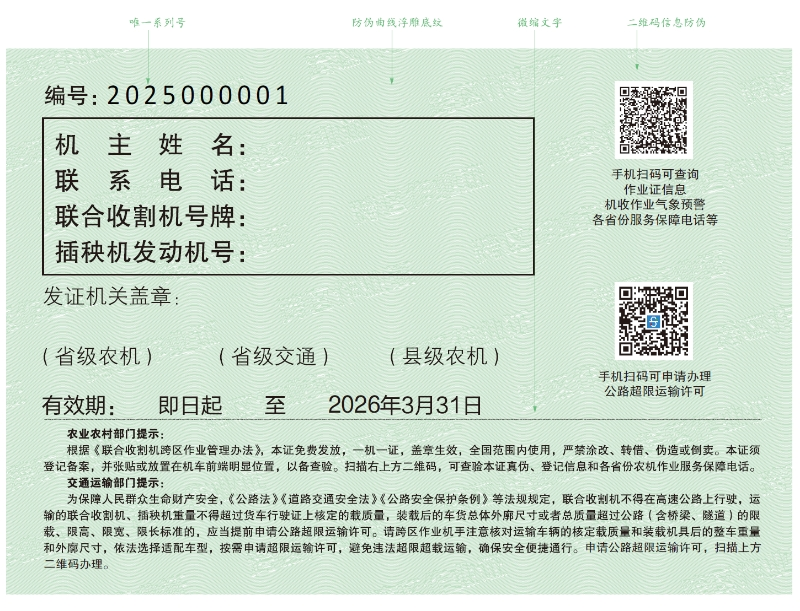 唯一系列号
防伪曲线浮雕底纹
微缩文字
二维码信息防伪
编号:2025000001
机主姓名:
联系电话:
联合收割机号牌:
插秧机发动机号:
手机扫码可查询
作业证信息
机收作业气象预警
各省份服务保障电话等
发证机关盖章:
(省级农机) (省级交通) (县级农机)
手机扫码可申请办理
公路超限运输许可
有效期: 即日起 至 2026年3月31日
农业农村部门提示:
根据《联合收割机跨区作业管理办法》,本证免费发放,一机一证,盖章生效,全国范围内使用,严禁涂改、转借、伪造或倒卖。本证须
登记备案,并张贴或放置在机车前端明显位置,以备查验。扫描右上方二维码,可查验本证真伪、登记信息和各省份农机作业服务保障电话。
交通运输部门提示:
为保障人民群众生命财产安全,《公路法》《道路交通安全法》《公路安全保护条例》等法规规定,联合收割机不得在高速公路上行驶,运
输的联合收割机、插秧机重量不得超过货车行驶证上核定的载质量,装载后的车货总体外廓尺寸或者总质量超过公路(含桥梁、隧道)的限
载、限高、限宽、限长标准的,应当提前申请公路超限运输许可。请跨区作业机手注意核对运输车辆的核定载质量和装载机具后的整车重量
和外廓尺寸,依法选择适配车型,按需申请超限运输许可,避免违法超限超载运输,确保安全便捷通行。申请公路超限运输许可,扫描上方
二维码办理。